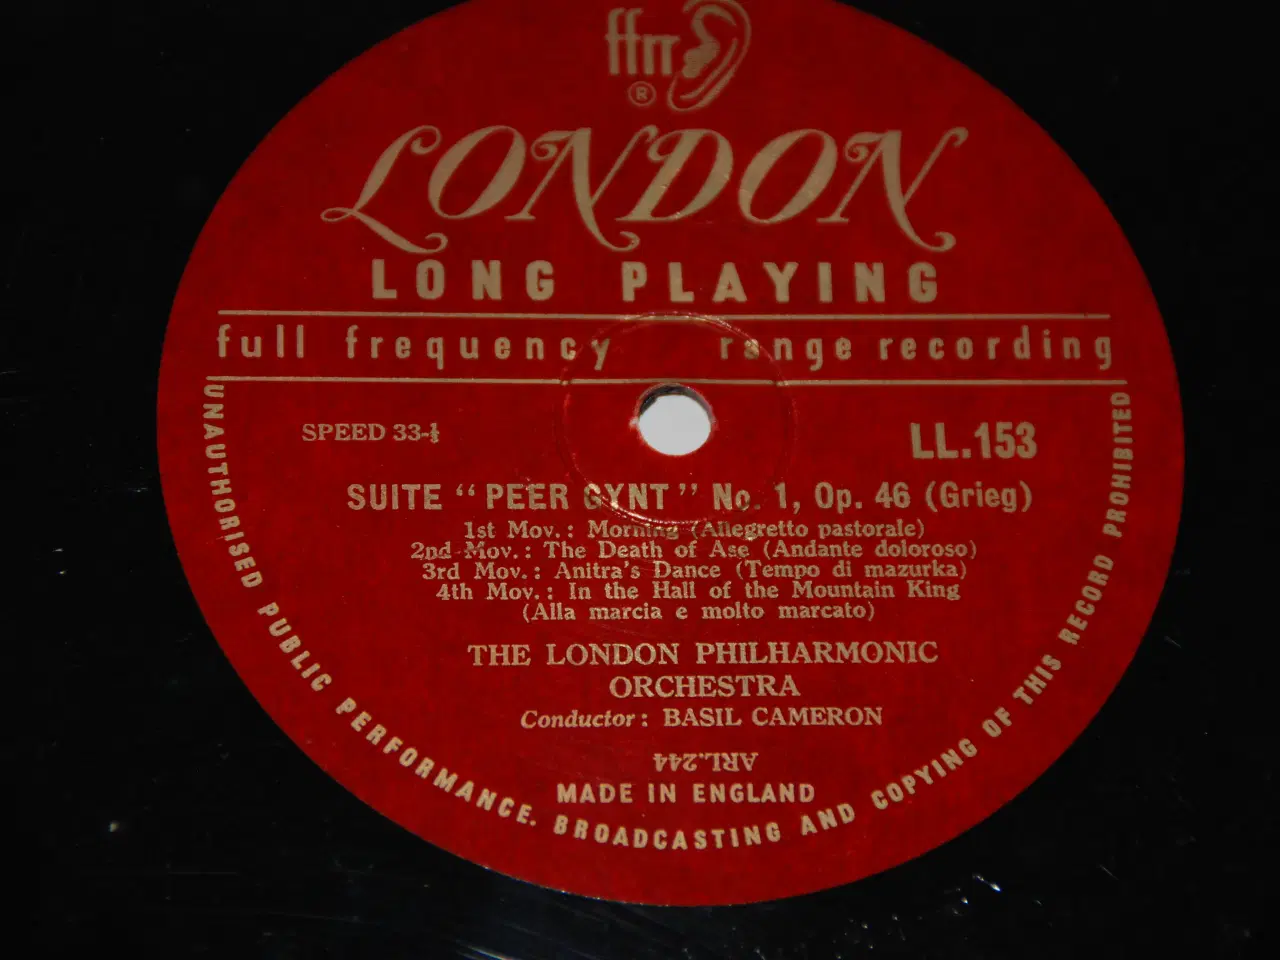 ffrr
®
LONDON
LONG PLAYING
full frequency range recording
SPEED 33-⅓
LL.153
SUITE “PEER GYNT” No. 1, Op. 46 (Grieg)
1st Mov.: Morning (Allegretto pastorale)
2nd Mov.: The Death of Ase (Andante doloroso)
3rd Mov.: Anitra's Dance (Tempo di mazurka)
4th Mov.: In the Hall of the Mountain King
(Alla marcia e molto marcato)
THE LONDON PHILHARMONIC
ORCHESTRA
Conductor: BASIL CAMERON
ARL.244
MADE IN ENGLAND
UNAUTHORISED PUBLIC PERFORMANCE. BROADCASTING AND COPYING OF THIS RECORD PROHIBITED